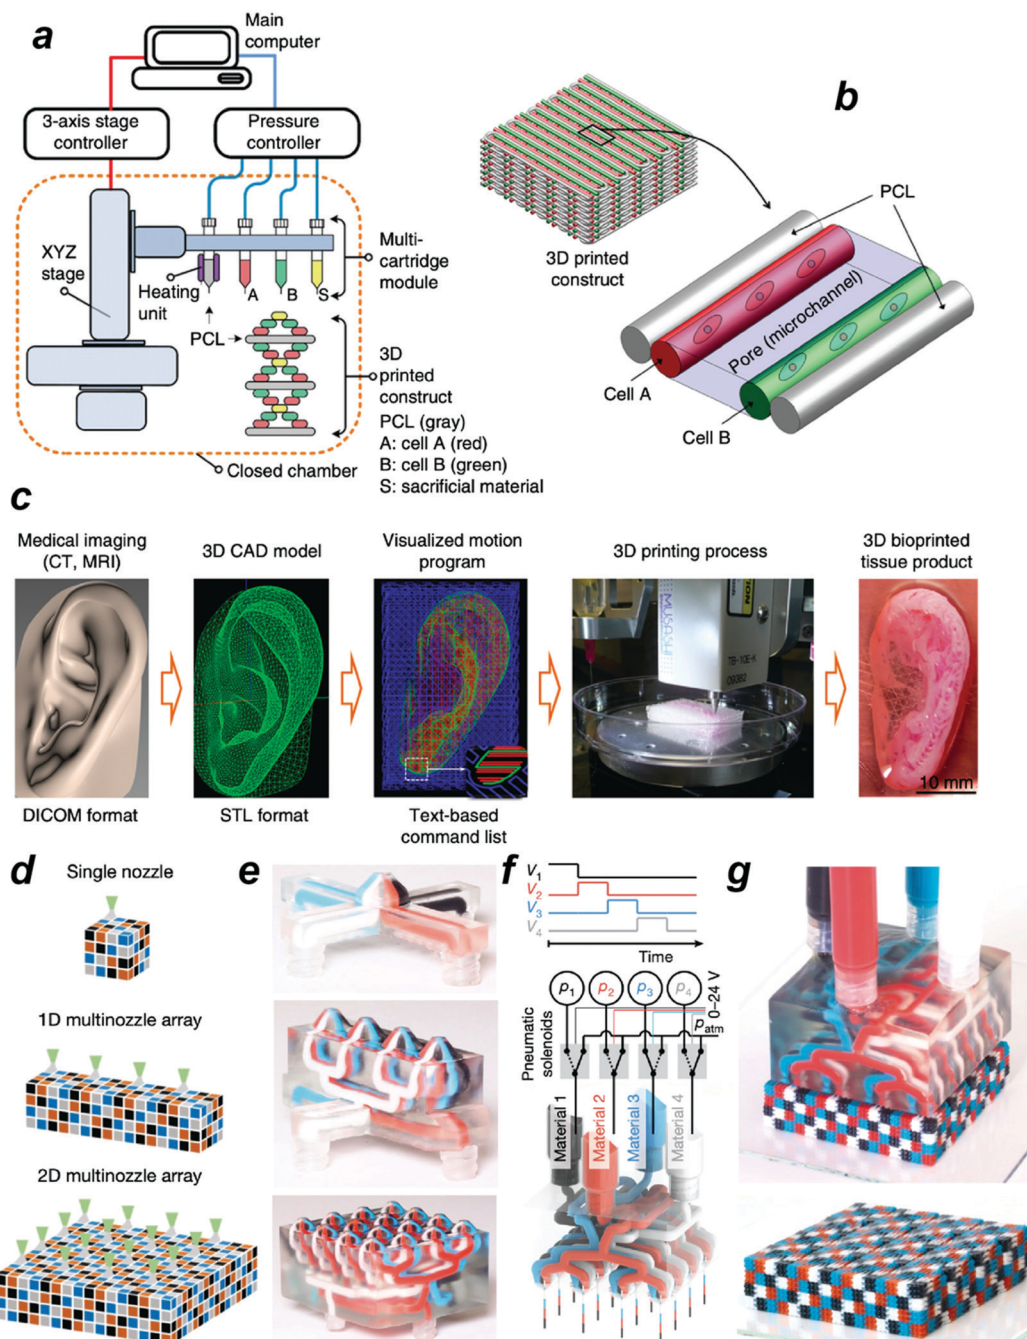 a
Main
computer
3-axis stage
controller
Pressure
controller
XYZ
stage
Heating
unit
A
B
S
PCL
Multi-
cartridge
module
3D
printed
construct
PCL (gray)
A: cell A (red)
B: cell B (green)
S: sacrificial material
Closed chamber
b
3D printed
construct
PCL
Pore (microchannel)
Cell A
Cell B
c
Medical imaging
(CT, MRI)
3D CAD model
Visualized motion
program
3D printing process
3D bioprinted
tissue product
MUSASHI
TB-10E-K
09082
10 mm
DICOM format
STL format
Text-based
command list
d
Single nozzle
1D multinozzle array
2D multinozzle array
e
f
V1
V2
V3
V4
Time
p1
p2
p3
p4
0–24 V
patm
Pneumatic
solenoids
Material 1
Material 2
Material 3
Material 4
g